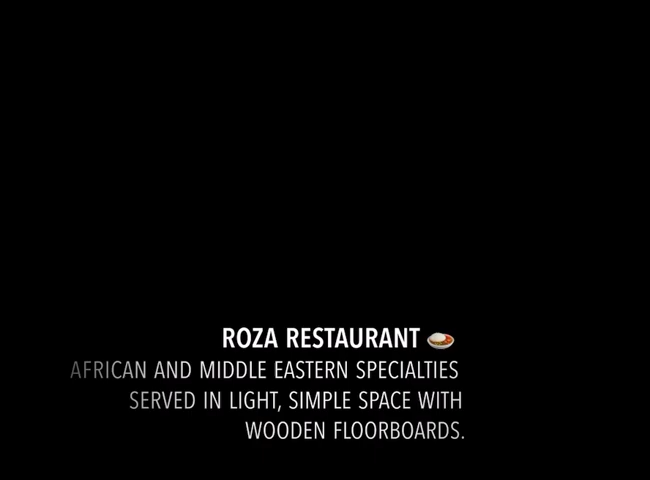 ROZA RESTAURANT 🍛
AFRICAN AND MIDDLE EASTERN SPECIALTIES
SERVED IN LIGHT, SIMPLE SPACE WITH
WOODEN FLOORBOARDS.